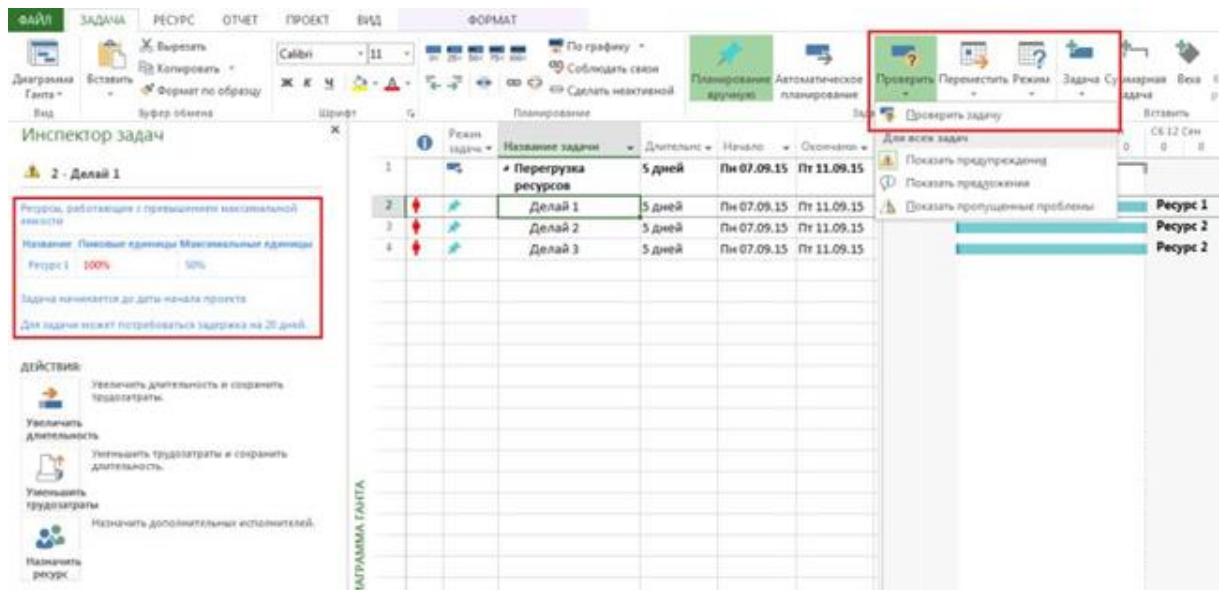 ФАЙЛ ЗАДАЧА РЕСУРС ОТЧЕТ ПРОЕКТ ВИД ФОРМАТ
Диаграмма Ганта
Вид
Вставить
Вырезать
Копировать
Формат по образцу
Буфер обмена
Calibri 11
Ж К Ч
Шрифт
По графику
Соблюдать связи
Сделать неактивной
Планирование
Планирование вручную
Автоматическое планирование
Проверить
Переместить
Режим
Задача
Веха
Вставить
Проверить задачу
Для всех задач
Показать предупреждения
Показать предложения
Показать пропущенные проблемы
Инспектор задач
2 - Делай 1
Ресурсы, работающие с превышением максимальной емкости
Название Пиковые единицы Максимальные единицы
Ресурс 1 100% 50%
Задача начинается до даты начала проекта
Для задачи может потребоваться задержка на 20 дней.
ДЕЙСТВИЯ:
Увеличить длительность
Увеличить длительность и сохранить трудозатраты.
Уменьшить трудозатраты
Уменьшить трудозатраты и сохранить длительность.
Назначить ресурс
Назначить дополнительных исполнителей.
Режим задачи Название задачи Начало
1 Перегрузка ресурсов 5 дней Пн 07.09.15 Пт 11.09.15
2 Делай 1 5 дней Пн 07.09.15 Пт 11.09.15 Ресурс 1
3 Делай 2 5 дней Пн 07.09.15 Пт 11.09.15 Ресурс 2
4 Делай 3 5 дней Пн 07.09.15 Пт 11.09.15 Ресурс 2
Сб 12 Сен
0 0
ГАНТА